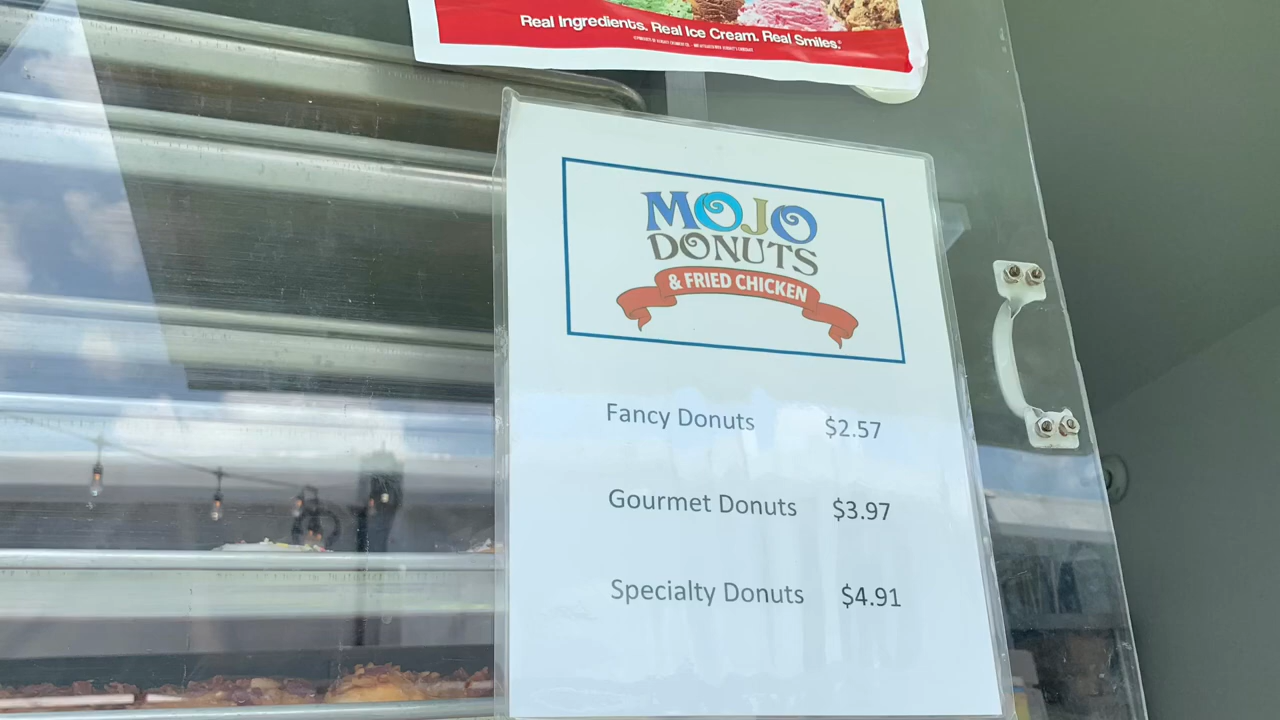 Real Ingredients. Real Ice Cream. Real Smiles.
MOJO
DONUTS
& FRIED CHICKEN
Fancy Donuts $2.57
Gourmet Donuts $3.97
Specialty Donuts $4.91